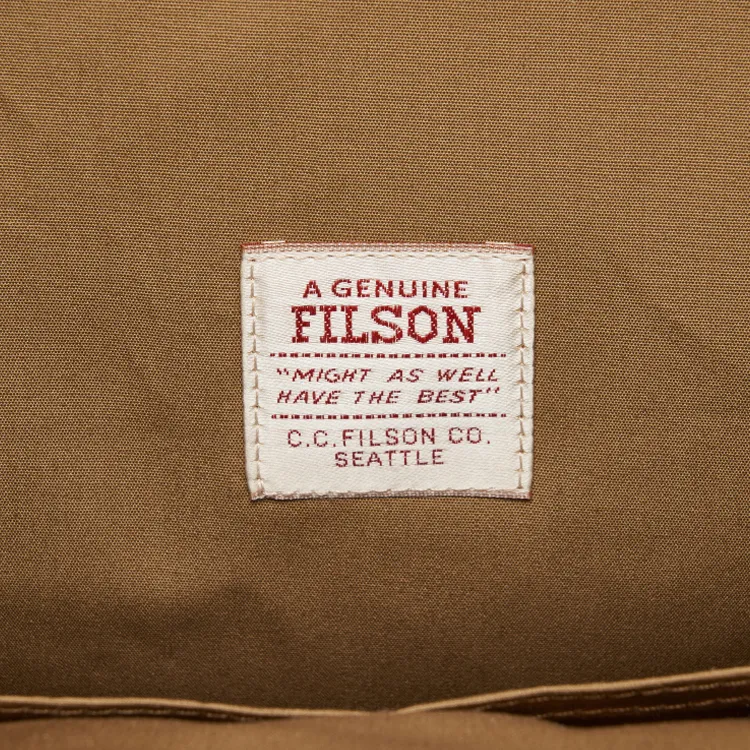 A GENUINE
FILSON
"MIGHT AS WELL
HAVE THE BEST"
C.C.FILSON CO.
SEATTLE